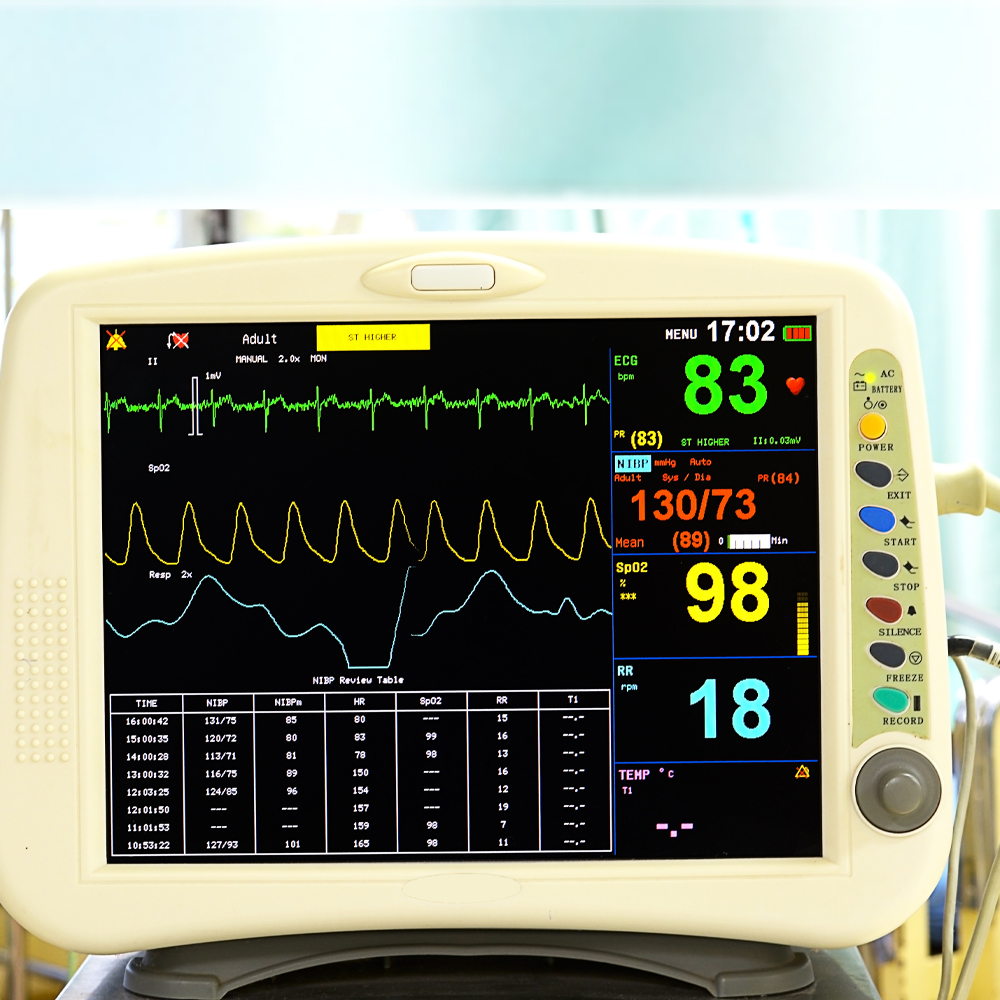 Adult
ST HIGHER
MENU 17:02
II
MANUAL 2.0x MON
1mV
ECG
bpm
83
PR (83) ST HIGHER II:0.03mV
SpO2
NIBP mmHg Auto
Adult Sys / Dia PR(84)
130/73
Mean (89) 0 Min
Resp 2x
SpO2
%
***
98
RR
rpm
18
TEMP °C
T1
--.-
NIBP Review Table
TIME NIBP NIBPm HR SpO2 RR T1
16:00:42 131/75 85 80 --- 15 --.-
15:00:35 120/72 80 83 99 16 --.-
14:00:28 113/71 81 78 98 13 --.-
13:00:32 116/75 89 150 --- 16 --.-
12:03:25 124/85 96 154 --- 12 --.-
12:01:50 --- --- 157 --- 19 --.-
11:01:53 --- --- 159 98 7 --.-
10:53:22 127/93 101 165 98 11 --.-
AC
BATTERY
POWER
EXIT
START
STOP
SILENCE
FREEZE
RECORD